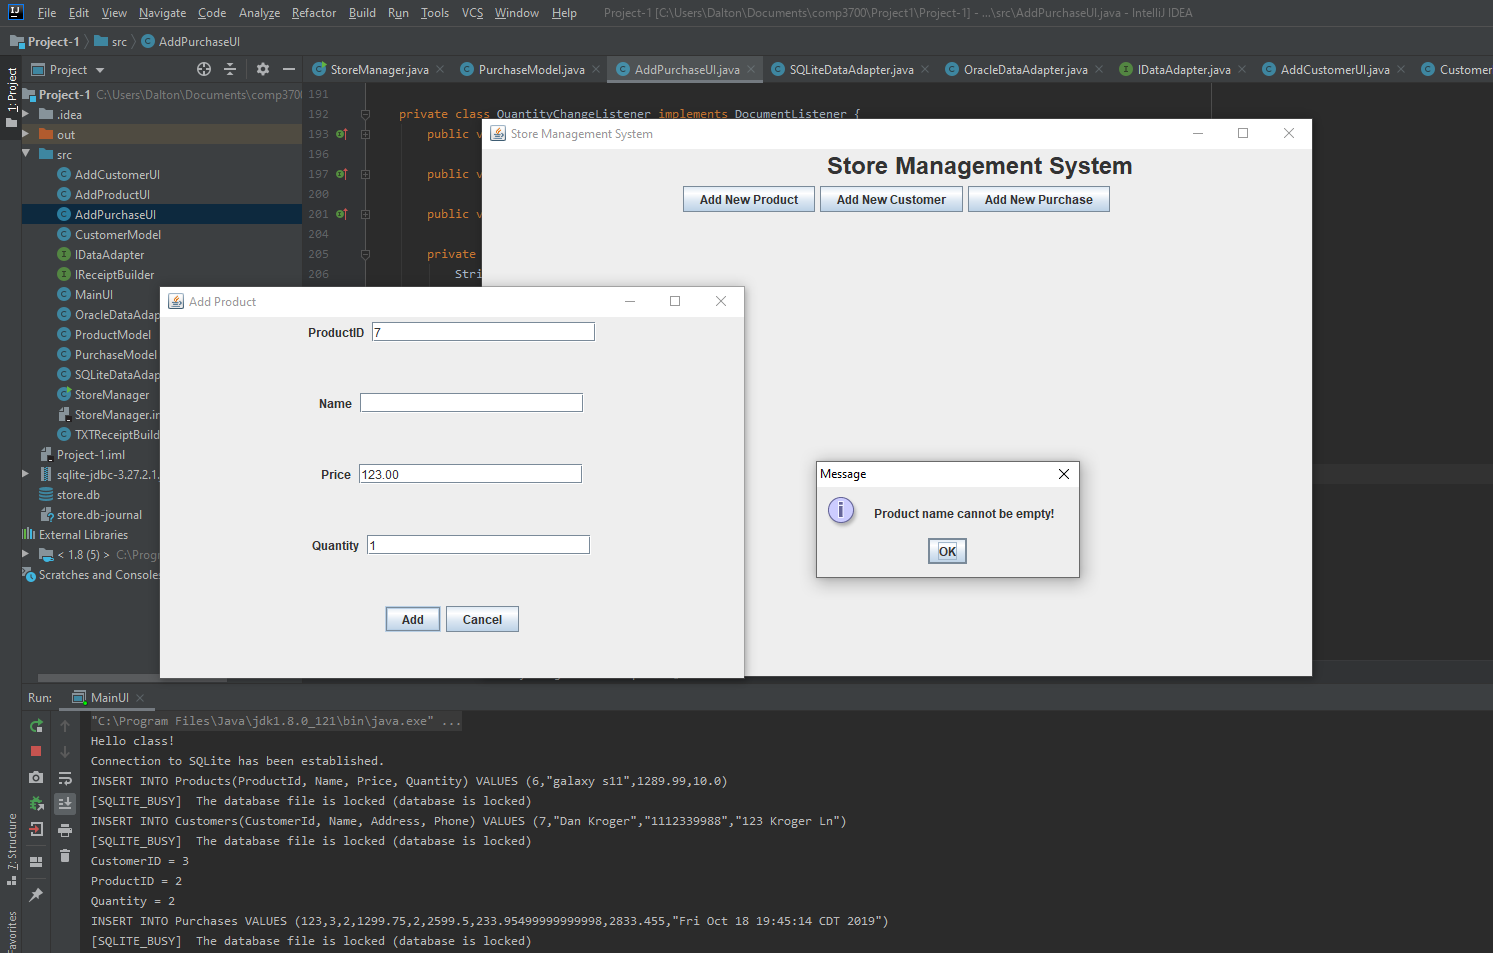 File Edit View Navigate Code Analyze Refactor Build Run Tools VCS Window Help Project-1 [C:\Users\Dalton\Documents\comp3700\Project1\Project-1] - ...\src\AddPurchaseUI.java - IntelliJ IDEA
Project-1 src AddPurchaseUI
Project
StoreManager.java PurchaseModel.java AddPurchaseUI.java SQLiteDataAdapter.java OracleDataAdapter.java IDataAdapter.java AddCustomerUI.java Customer
1: Project
Project-1 C:\Users\Dalton\Documents\comp3700
.idea
out
src
AddCustomerUI
AddProductUI
AddPurchaseUI
CustomerModel
IDataAdapter
IReceiptBuilder
MainUI
OracleDataAdap
ProductModel
PurchaseModel
SQLiteDataAdap
StoreManager
StoreManager.in
TXTReceiptBuild
Project-1.iml
sqlite-jdbc-3.27.2.1.
store.db
store.db-journal
External Libraries
< 1.8 (5) > C:\Progr
Scratches and Consoles
191
192 private class QuantityChangeListener implements DocumentListener {
193 public v
196
197 public v
200
201 public v
204
205 private
206 Stri
Store Management System
Store Management System
Add New Product Add New Customer Add New Purchase
Add Product
ProductID 7
Name
Price 123.00
Quantity 1
Add Cancel
Message
Product name cannot be empty!
OK
Run: MainUI
"C:\Program Files\Java\jdk1.8.0_121\bin\java.exe" ...
Hello class!
Connection to SQLite has been established.
INSERT INTO Products(ProductId, Name, Price, Quantity) VALUES (6,"galaxy s11",1289.99,10.0)
[SQLITE_BUSY]  The database file is locked (database is locked)
INSERT INTO Customers(CustomerId, Name, Address, Phone) VALUES (7,"Dan Kroger","1112339988","123 Kroger Ln")
[SQLITE_BUSY]  The database file is locked (database is locked)
CustomerID = 3
ProductID = 2
Quantity = 2
INSERT INTO Purchases VALUES (123,3,2,1299.75,2,2599.5,233.95499999999998,2833.455,"Fri Oct 18 19:45:14 CDT 2019")
[SQLITE_BUSY]  The database file is locked (database is locked)
7: Structure
Favorites